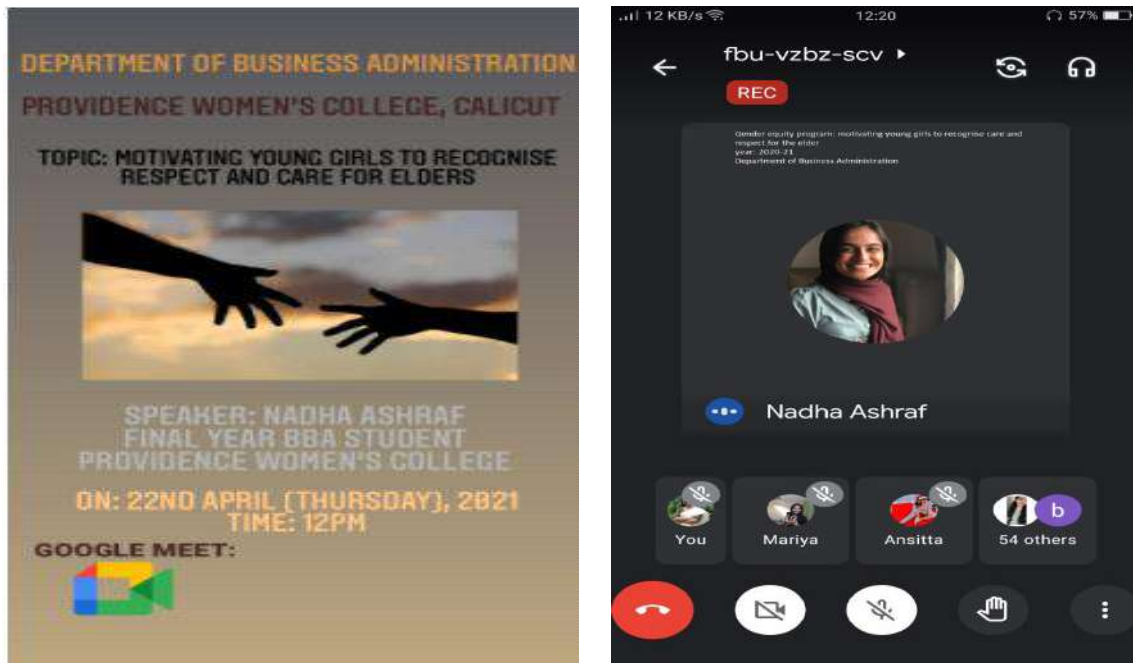 DEPARTMENT OF BUSINESS ADMINISTRATION
PROVIDENCE WOMEN'S COLLEGE, CALICUT
TOPIC: MOTIVATING YOUNG GIRLS TO RECOGNISE
RESPECT AND CARE FOR ELDERS
SPEAKER: NADHA ASHRAF
FINAL YEAR BBA STUDENT
PROVIDENCE WOMEN'S COLLEGE
ON: 22ND APRIL (THURSDAY), 2021
TIME: 12PM
GOOGLE MEET:
12 KB/s 12:20 57%
fbu-vzbz-scv
REC
Gender equity program: motivating young girls to recognise care and
respect for the elder
year: 2020-21
Department of Business Administration
Nadha Ashraf
b
You Mariya Ansitta 54 others